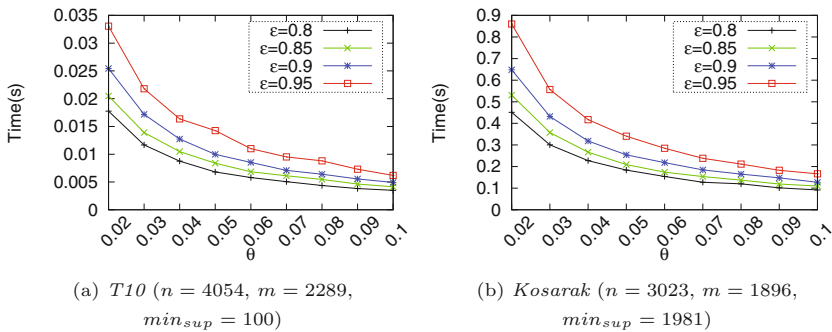 0.035
0.03
0.025
0.02
0.015
0.01
0.005
0
Time(s)
ε=0.8
ε=0.85
ε=0.9
ε=0.95
0.02
0.03
0.04
0.05
0.06
0.07
0.08
0.09
0.1
θ
(a) T10 (n = 4054, m = 2289,
min_sup = 100)
0.9
0.8
0.7
0.6
0.5
0.4
0.3
0.2
0.1
0
Time(s)
ε=0.8
ε=0.85
ε=0.9
ε=0.95
0.02
0.03
0.04
0.05
0.06
0.07
0.08
0.09
0.1
θ
(b) Kosarak (n = 3023, m = 1896,
min_sup = 1981)